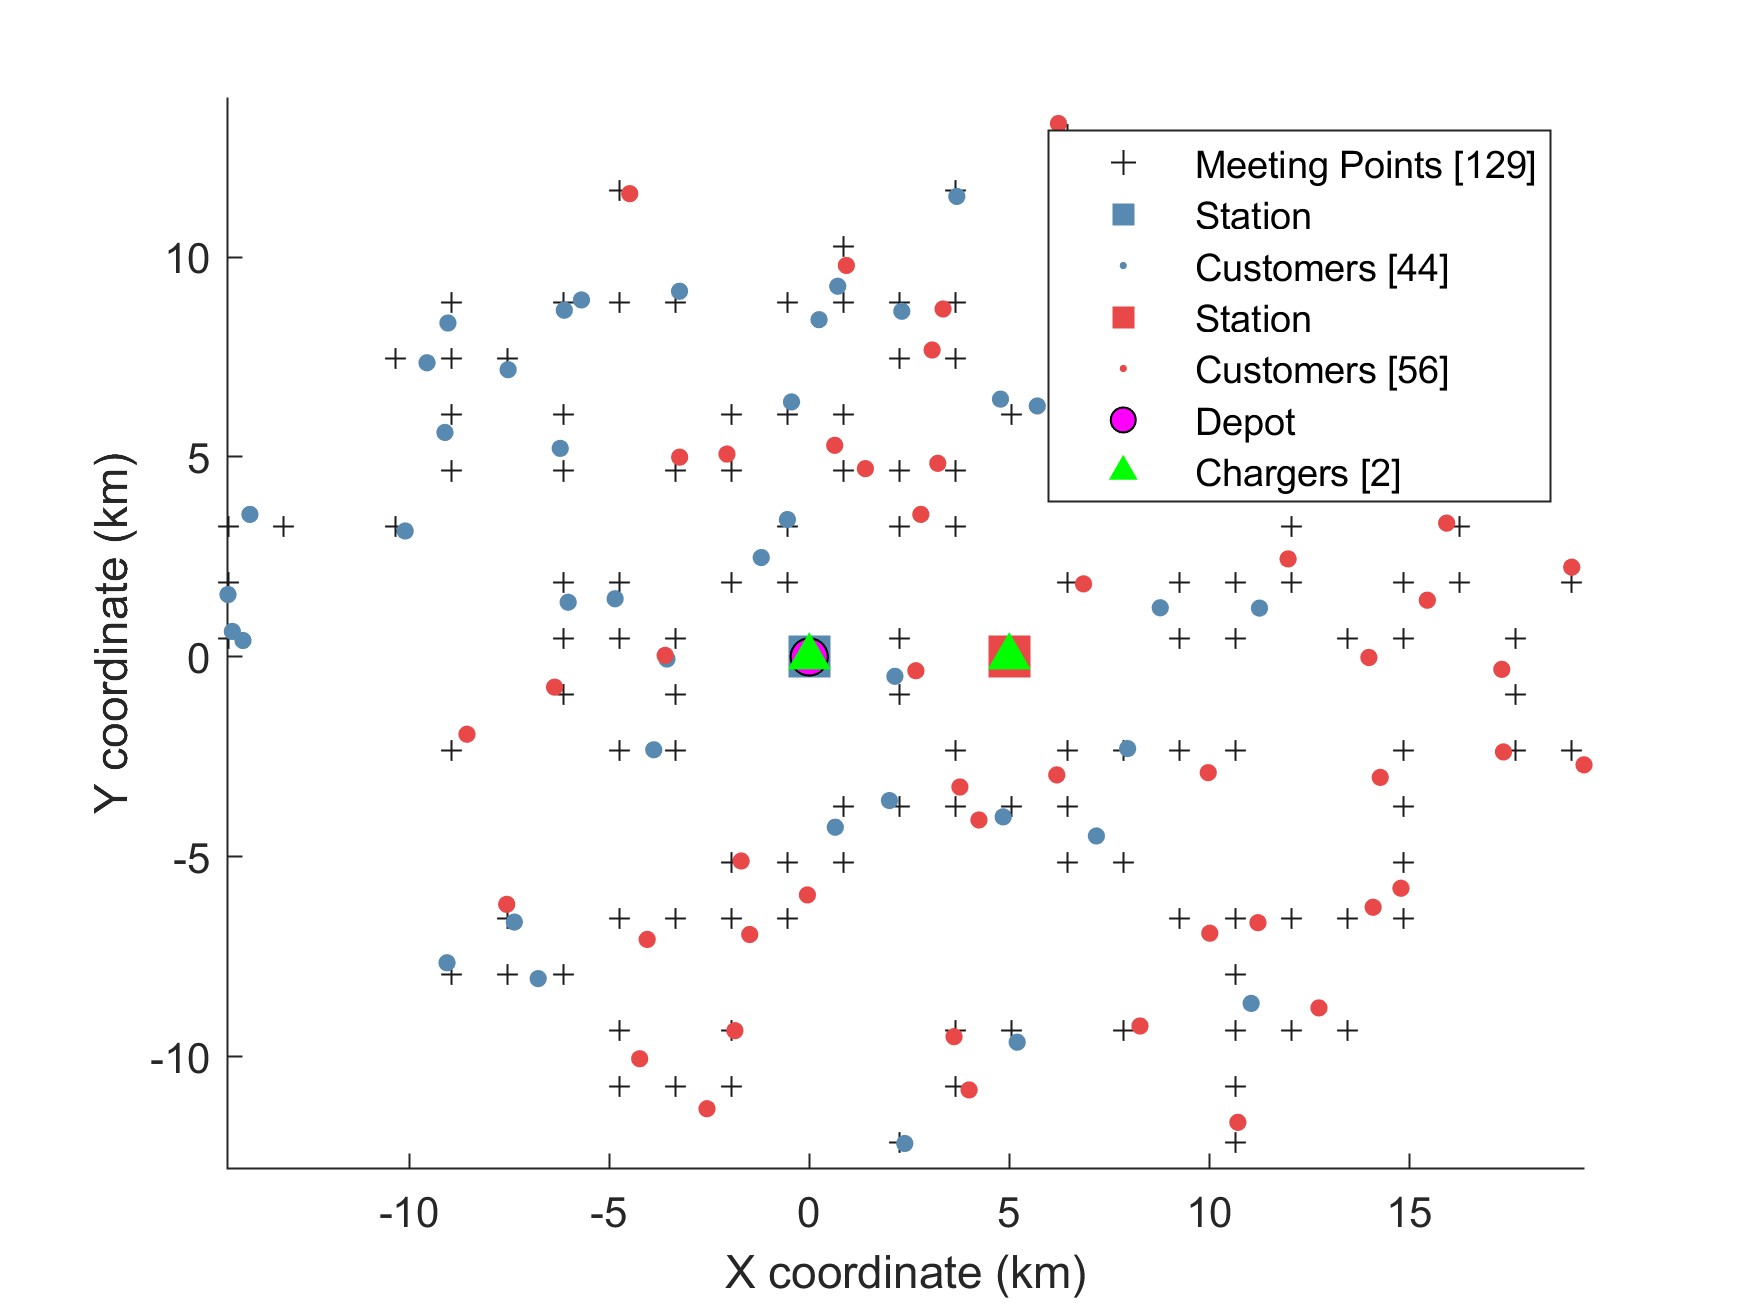 Meeting Points [129]
Station
Customers [44]
Station
Customers [56]
Depot
Chargers [2]
10
5
0
-5
-10
Y coordinate (km)
-10
-5
0
5
10
15
X coordinate (km)